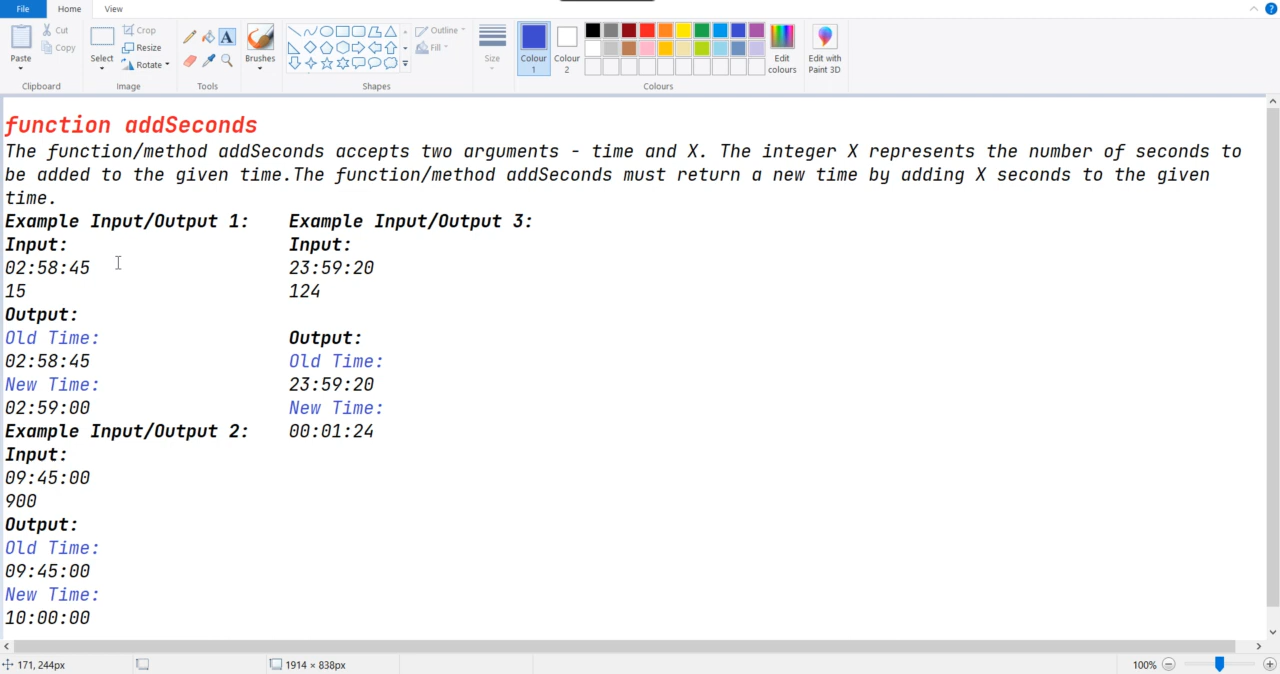 File Home View
Paste
Cut
Copy
Clipboard
Select
Crop
Resize
Rotate
Image
Tools
Brushes
Shapes
Outline
Fill
Size
Colour 1
Colour 2
Colours
Edit colours
Edit with Paint 3D
function addSeconds
The function/method addSeconds accepts two arguments - time and X. The integer X represents the number of seconds to
be added to the given time.The function/method addSeconds must return a new time by adding X seconds to the given
time.
Example Input/Output 1:
Input:
02:58:45
15
Output:
Old Time:
02:58:45
New Time:
02:59:00
Example Input/Output 2:
Input:
09:45:00
900
Output:
Old Time:
09:45:00
New Time:
10:00:00
Example Input/Output 3:
Input:
23:59:20
124
Output:
Old Time:
23:59:20
New Time:
00:01:24
171, 244px
1914 × 838px
100%